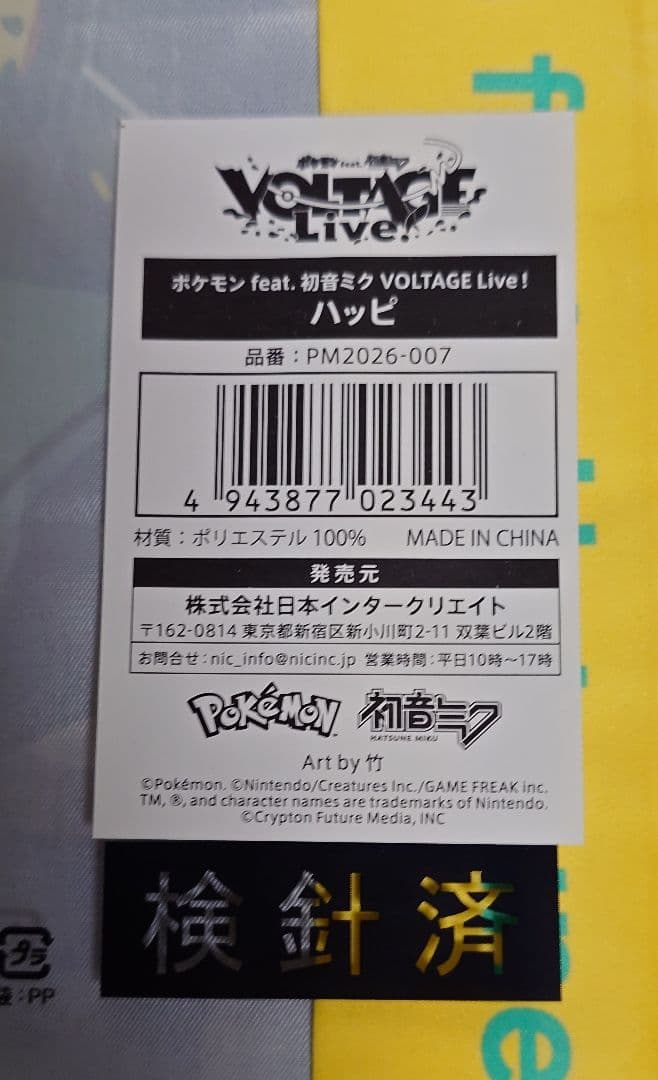 ポケモン feat. 初音ミク
VOLTAGE
Live!
ポケモン feat. 初音ミク VOLTAGE Live!
ハッピ
品番：PM2026-007
4 943877 023443
材質：ポリエステル 100% MADE IN CHINA
発売元
株式会社日本インタークリエイト
〒162-0814 東京都新宿区新小川町2-11 双葉ビル2階
お問合せ：nic_info@nicinc.jp 営業時間：平日10時～17時
POKéMON 初音ミク
HATSUNE MIKU
Art by 竹
©Pokémon. ©Nintendo/Creatures Inc./GAME FREAK inc.
TM, ®, and character names are trademarks of Nintendo.
©Crypton Future Media, INC
検針済
プラ
袋：PP
f
e